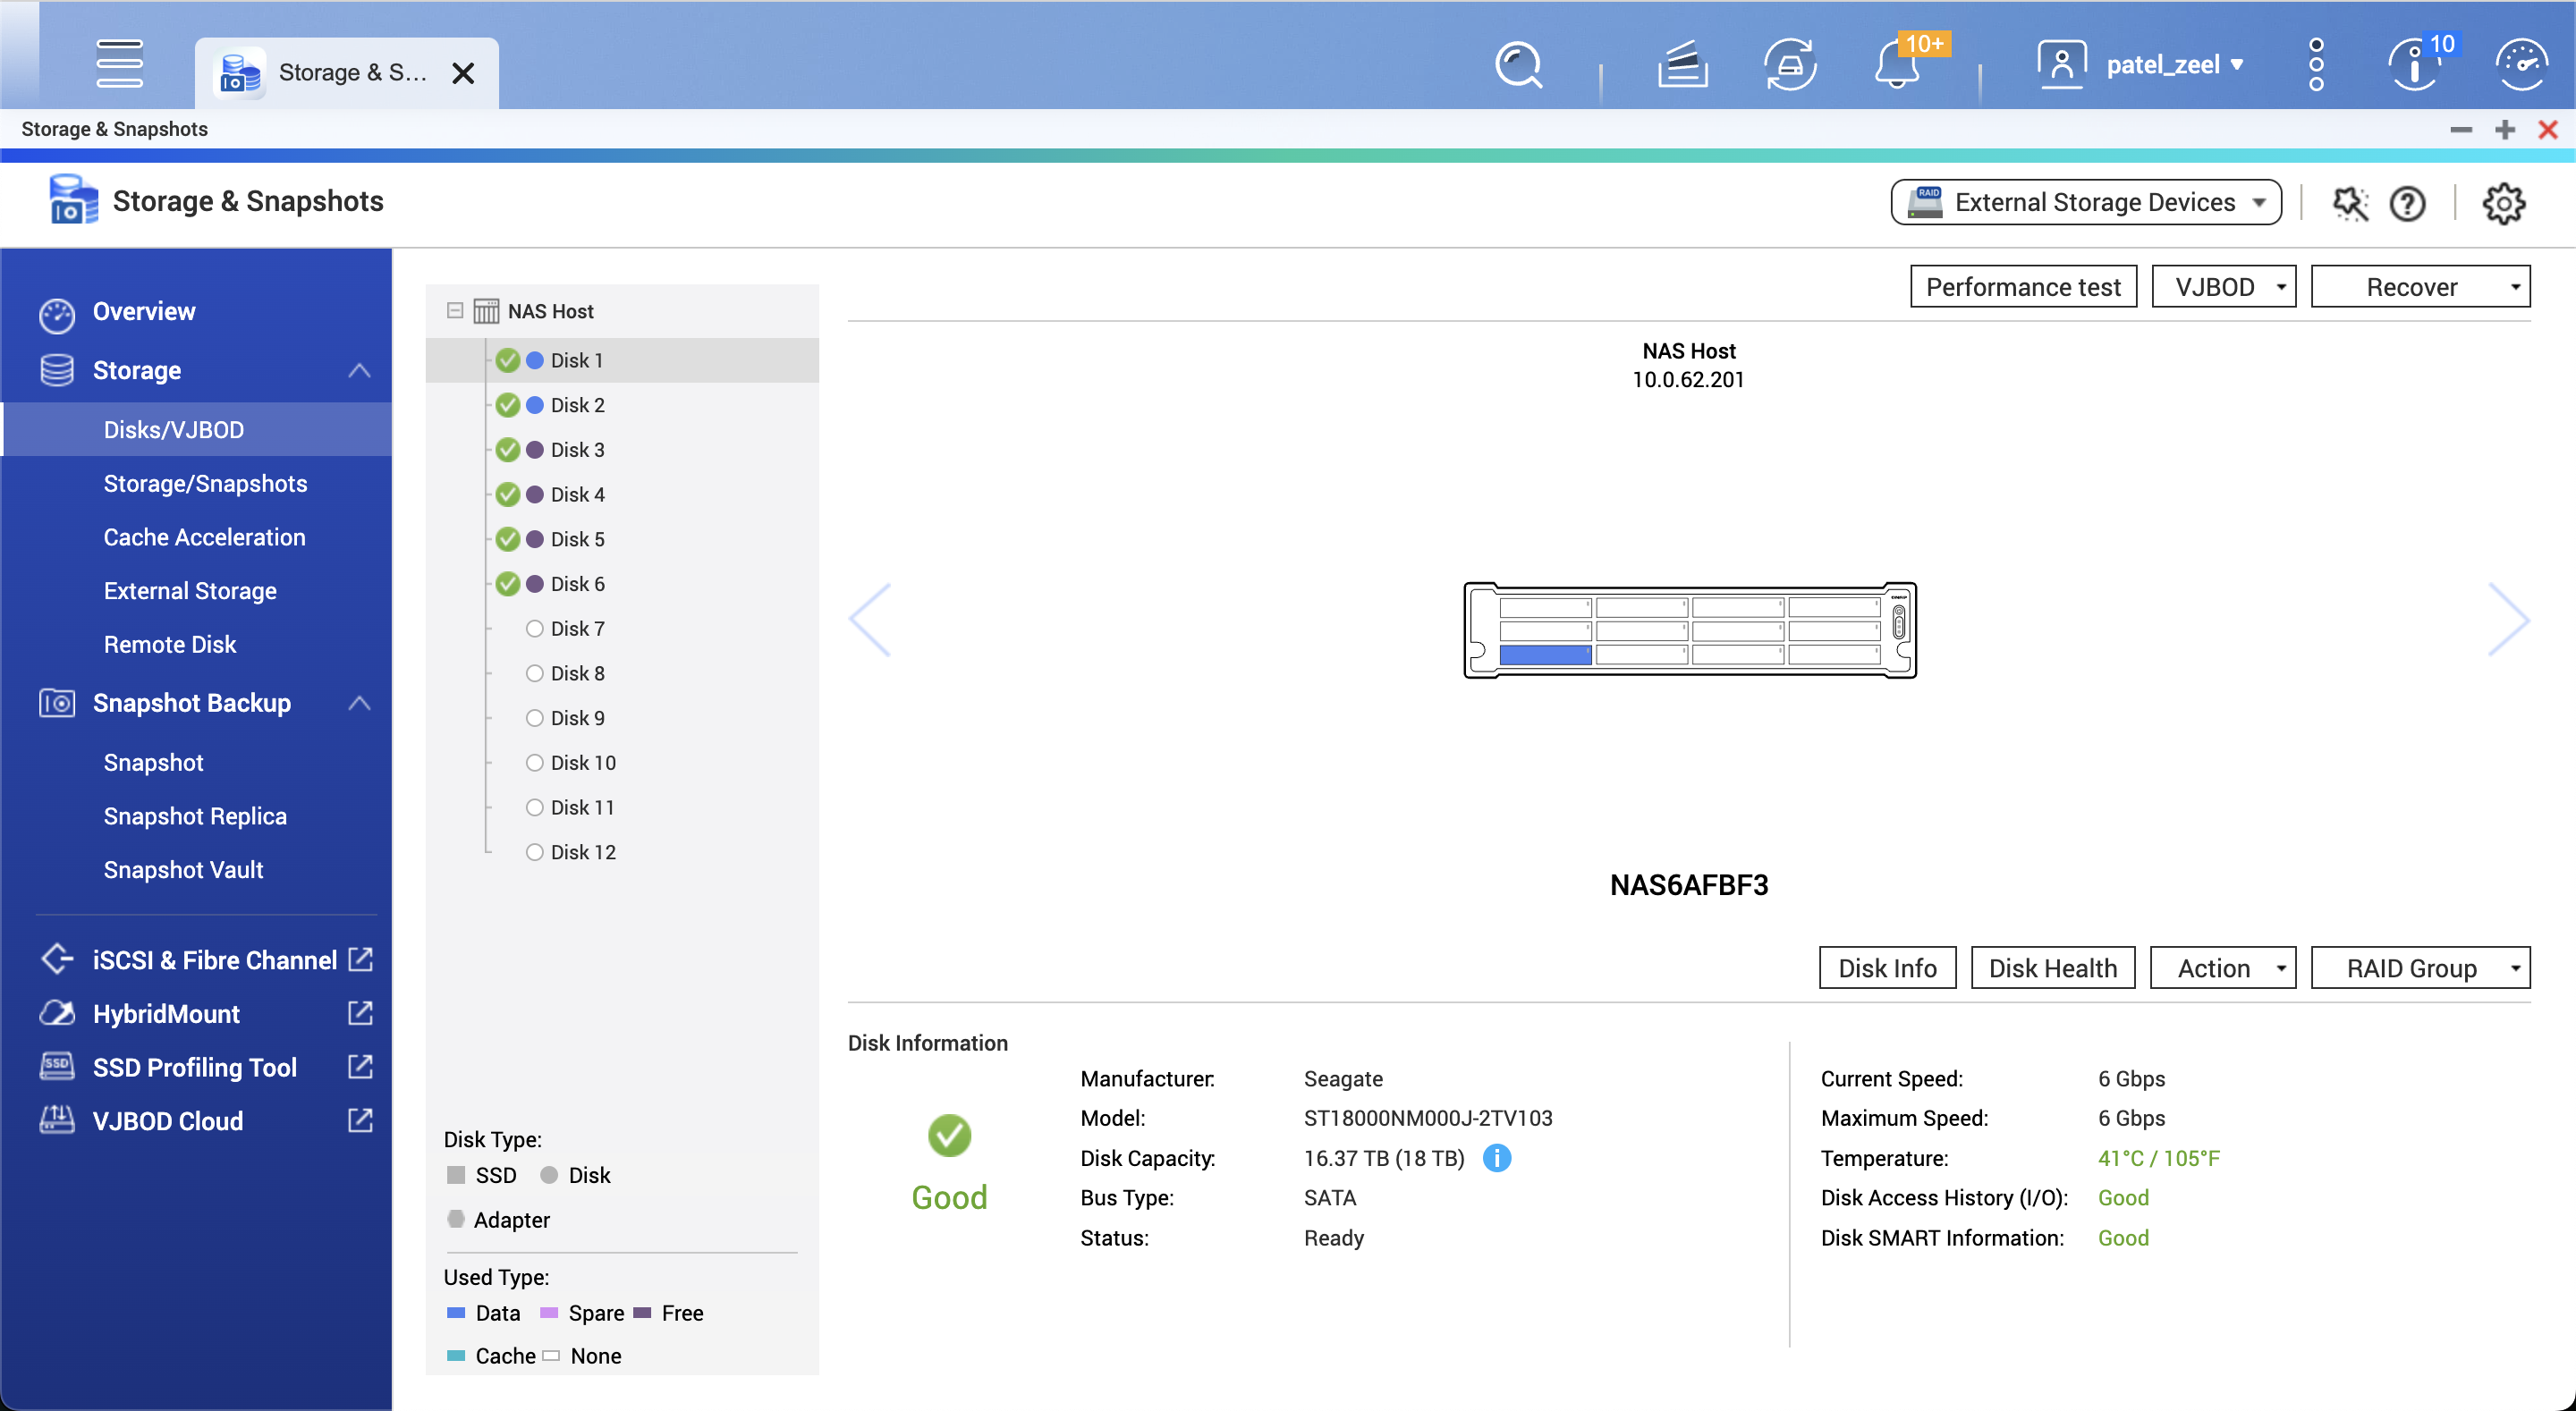 Storage & S...
10+
patel_zeel
10
Storage & Snapshots
Storage & Snapshots
RAID
External Storage Devices
Overview
Storage
Disks/VJBOD
Storage/Snapshots
Cache Acceleration
External Storage
Remote Disk
Snapshot Backup
Snapshot
Snapshot Replica
Snapshot Vault
iSCSI & Fibre Channel
HybridMount
SSD
SSD Profiling Tool
VJBOD Cloud
NAS Host
Disk 1
Disk 2
Disk 3
Disk 4
Disk 5
Disk 6
Disk 7
Disk 8
Disk 9
Disk 10
Disk 11
Disk 12
Disk Type:
SSD Disk
Adapter
Used Type:
Data Spare Free
Cache None
Performance test VJBOD Recover
NAS Host
10.0.62.201
NAS6AFBF3
Disk Info Disk Health Action RAID Group
Disk Information
Good
Manufacturer: Seagate
Model: ST18000NM000J-2TV103
Disk Capacity: 16.37 TB (18 TB)
Bus Type: SATA
Status: Ready
Current Speed: 6 Gbps
Maximum Speed: 6 Gbps
Temperature: 41°C / 105°F
Disk Access History (I/O): Good
Disk SMART Information: Good